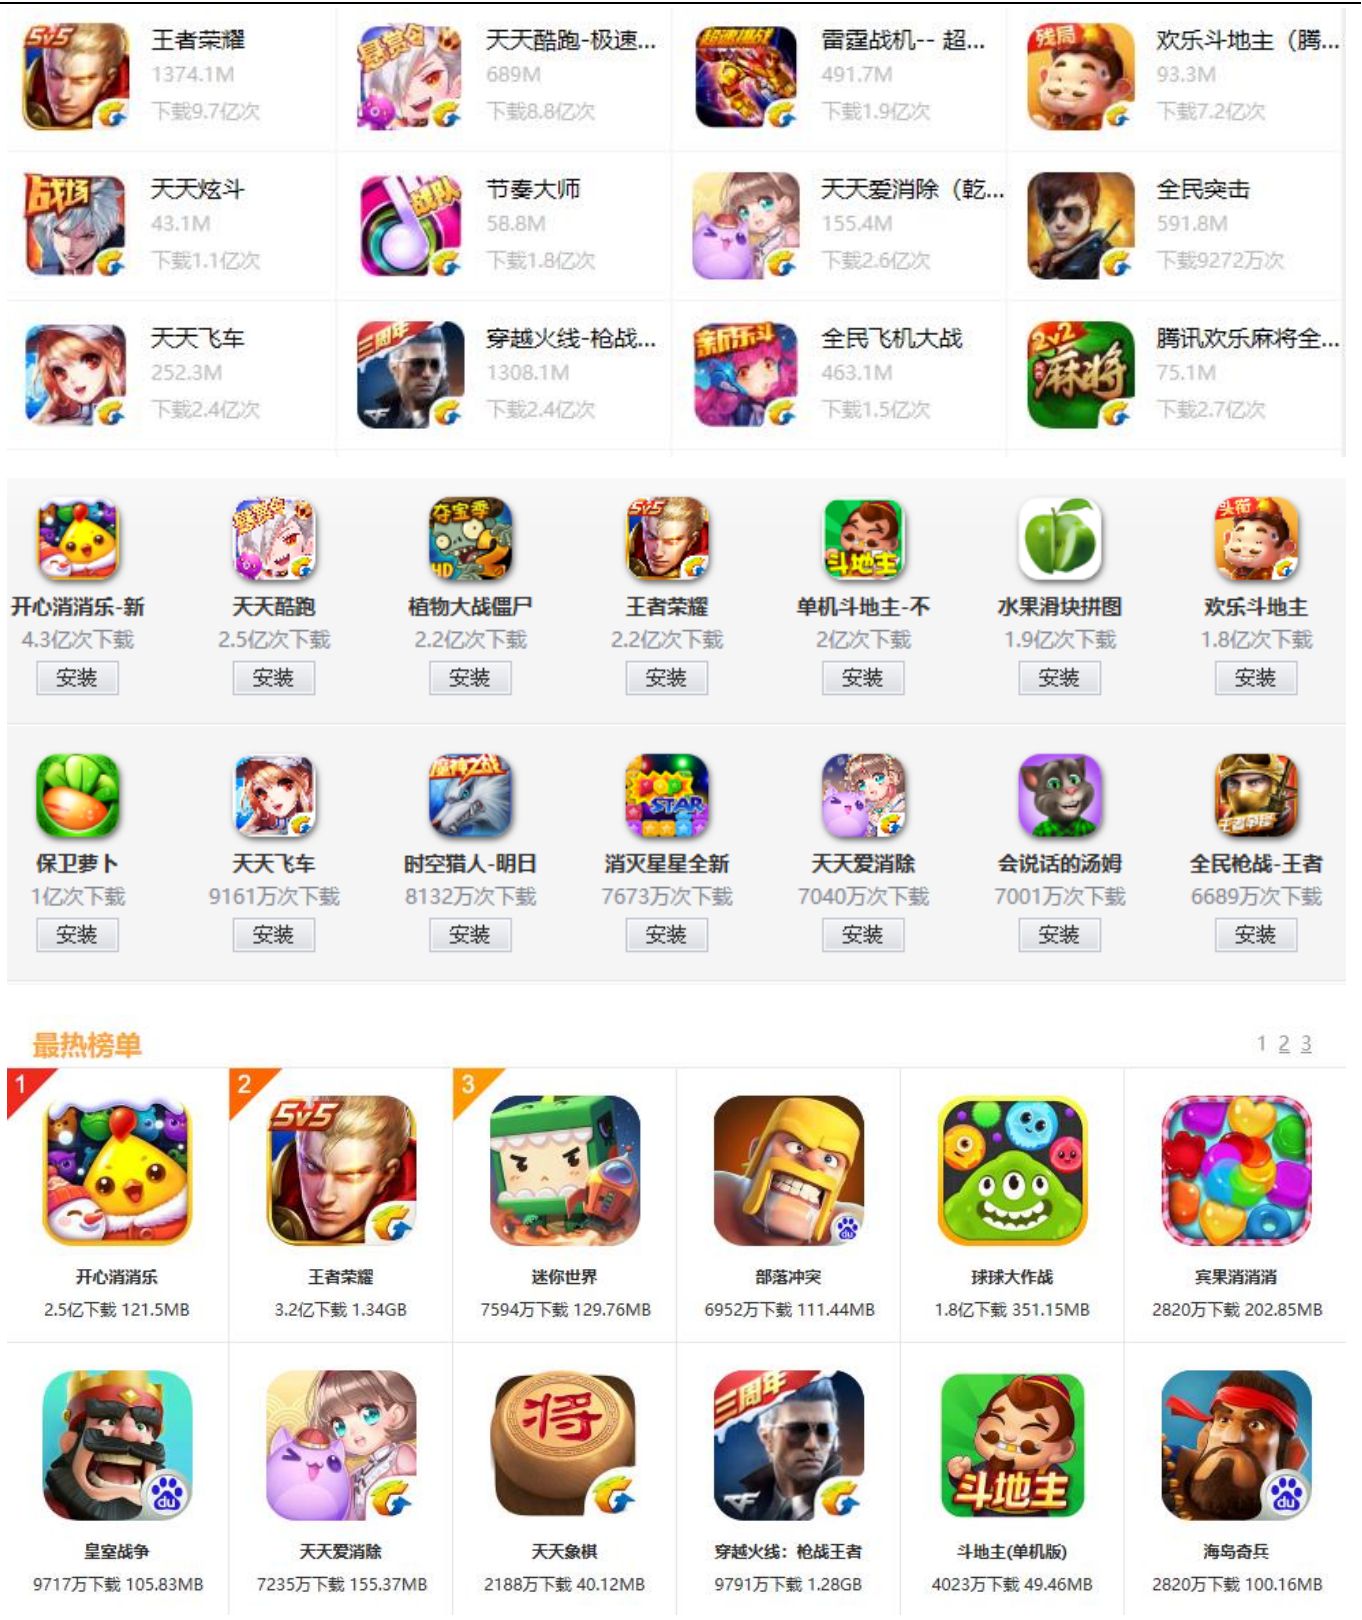 王者荣耀
1374.1M
下载9.7亿次
天天酷跑-极速...
689M
下载8.8亿次
雷霆战机-- 超...
491.7M
下载1.9亿次
欢乐斗地主（腾...
93.3M
下载7.2亿次
天天炫斗
43.1M
下载1.1亿次
节奏大师
58.8M
下载1.8亿次
天天爱消除（乾...
155.4M
下载2.6亿次
全民突击
591.8M
下载9272万次
天天飞车
252.3M
下载2.4亿次
穿越火线-枪战...
1308.1M
下载2.4亿次
全民飞机大战
463.1M
下载1.5亿次
腾讯欢乐麻将全...
75.1M
下载2.7亿次
开心消消乐-新
4.3亿次下载
安装
天天酷跑
2.5亿次下载
安装
植物大战僵尸
2.2亿次下载
安装
王者荣耀
2.2亿次下载
安装
单机斗地主-不
2亿次下载
安装
水果滑块拼图
1.9亿次下载
安装
欢乐斗地主
1.8亿次下载
安装
保卫萝卜
1亿次下载
安装
天天飞车
9161万次下载
安装
时空猎人-明日
8132万次下载
安装
消灭星星全新
7673万次下载
安装
天天爱消除
7040万次下载
安装
会说话的汤姆
7001万次下载
安装
全民枪战-王者
6689万次下载
安装
最热榜单
1 2 3
1
5v5
2
3
开心消消乐
2.5亿下载 121.5MB
王者荣耀
3.2亿下载 1.34GB
迷你世界
7594万下载 129.76MB
部落冲突
6952万下载 111.44MB
球球大作战
1.8亿下载 351.15MB
宾果消消消
2820万下载 202.85MB
皇室战争
9717万下载 105.83MB
天天爱消除
7235万下载 155.37MB
天天象棋
2188万下载 40.12MB
穿越火线：枪战王者
9791万下载 1.28GB
斗地主(单机版)
4023万下载 49.46MB
海岛奇兵
2820万下载 100.16MB